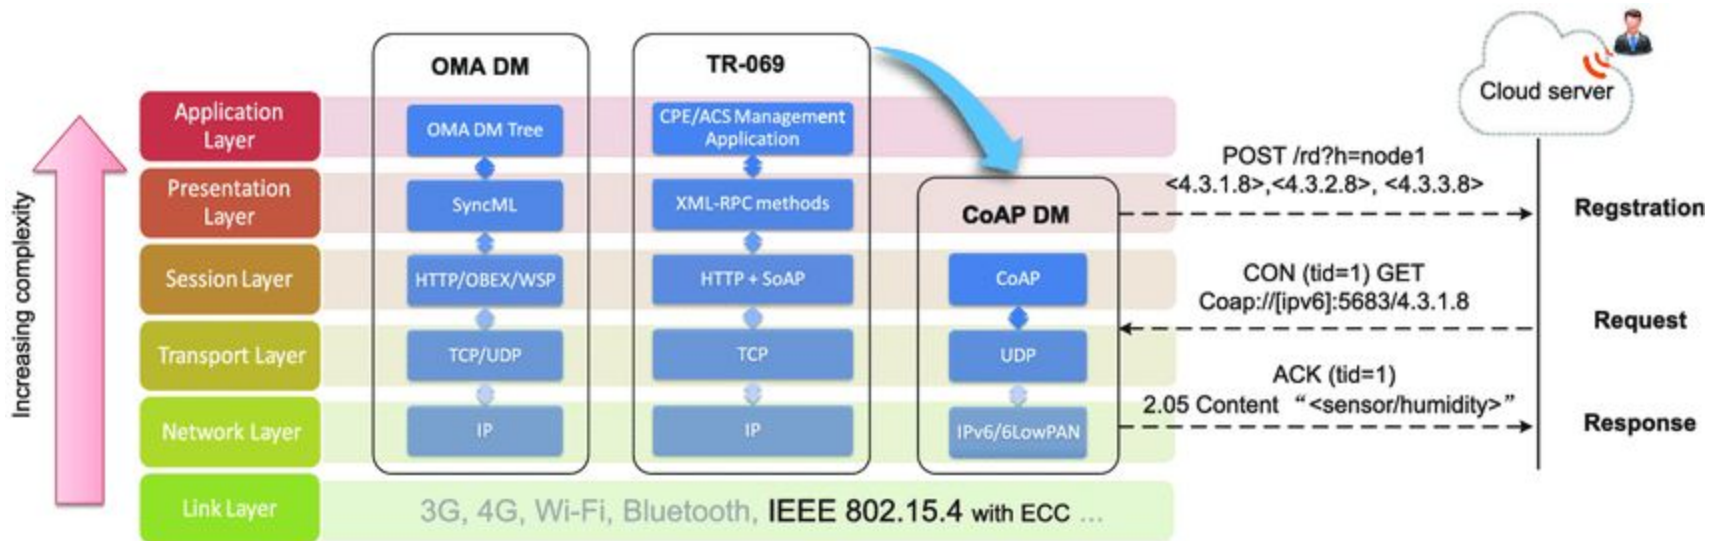 OMA DM
TR-069
Cloud server
Increasing complexity
Application
Layer
OMA DM Tree
CPE/ACS Management
Application
POST /rd?h=node1
<4.3.1.8>,<4.3.2.8>, <4.3.3.8>
Regstration
Presentation
Layer
SyncML
XML-RPC methods
CoAP DM
Session Layer
HTTP/OBEX/WSP
HTTP + SoAP
CoAP
CON (tid=1) GET
Coap://[ipv6]:5683/4.3.1.8
Request
Transport Layer
TCP/UDP
TCP
UDP
ACK (tid=1)
2.05 Content “<sensor/humidity>”
Response
Network Layer
IP
IP
IPv6/6LowPAN
Link Layer
3G, 4G, Wi-Fi, Bluetooth, IEEE 802.15.4 with ECC ...